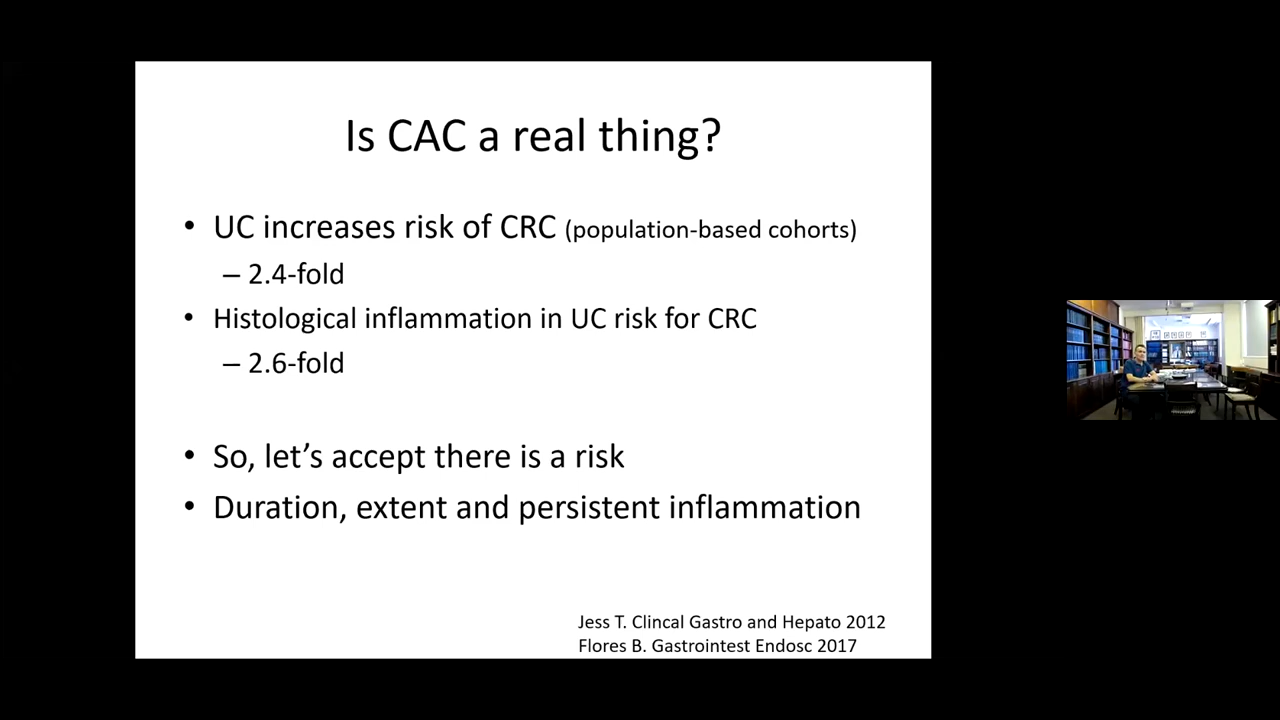 Is CAC a real thing?
• UC increases risk of CRC (population-based cohorts)
– 2.4-fold
• Histological inflammation in UC risk for CRC
– 2.6-fold
• So, let’s accept there is a risk
• Duration, extent and persistent inflammation
Jess T. Clincal Gastro and Hepato 2012
Flores B. Gastrointest Endosc 2017